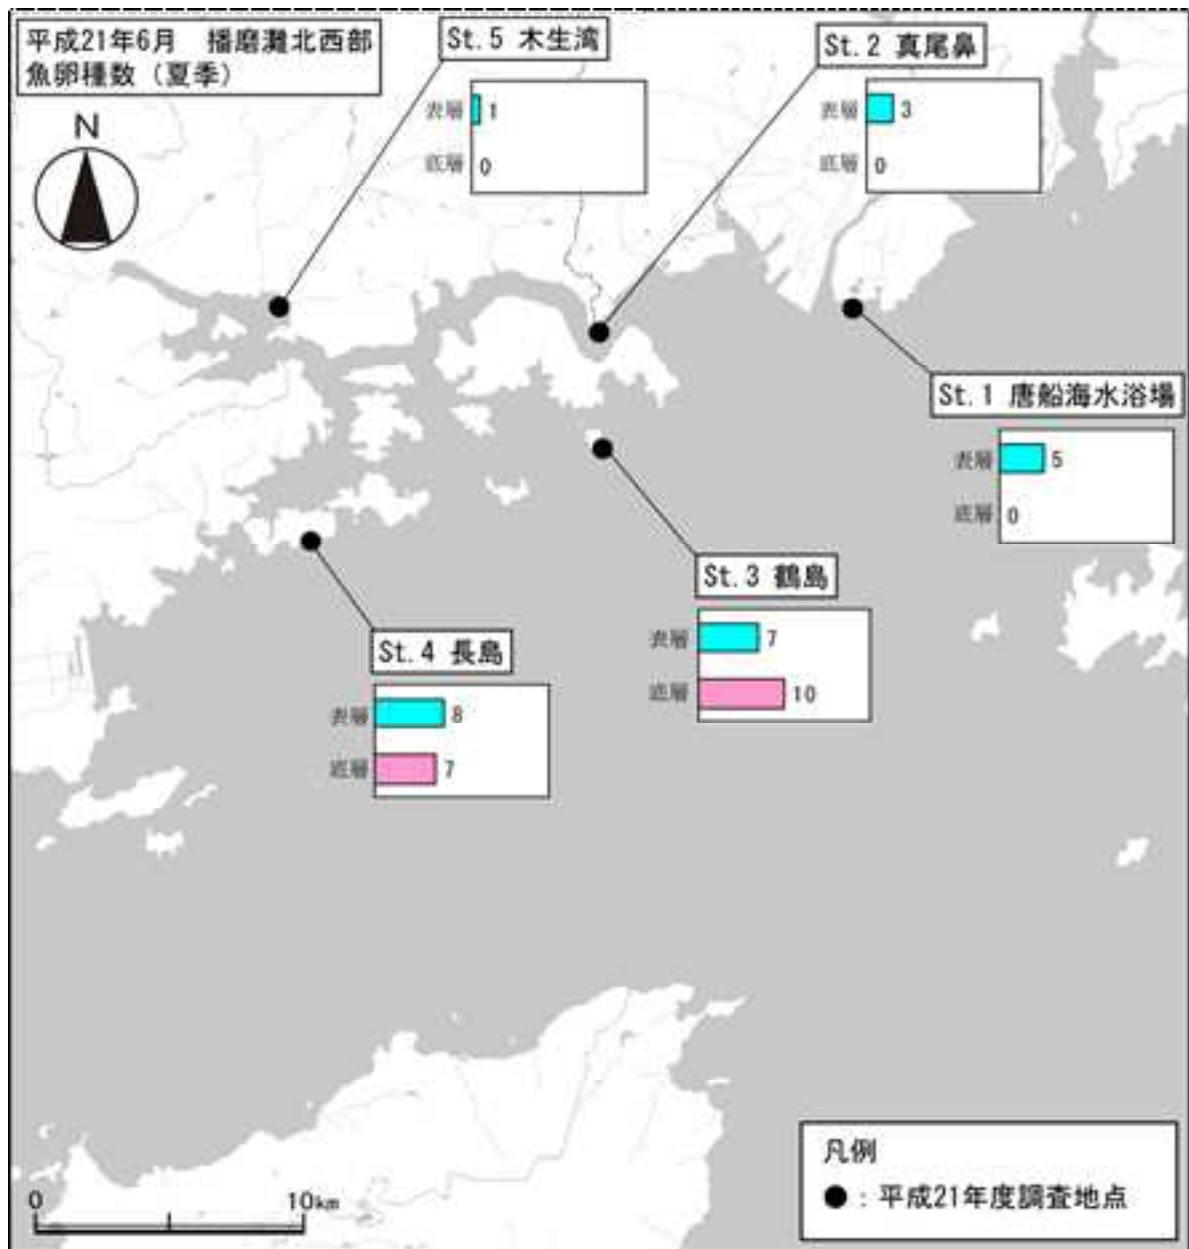 平成21年6月　播磨灘北西部
魚卵種数（夏季）
N
St.5 木生湾
表層 1
底層 0
St.2 真尾鼻
表層 3
底層 0
St.1 唐船海水浴場
表層 5
底層 0
St.3 鶴島
表層 7
底層 10
St.4 長島
表層 8
底層 7
0 10km
凡例
●：平成21年度調査地点